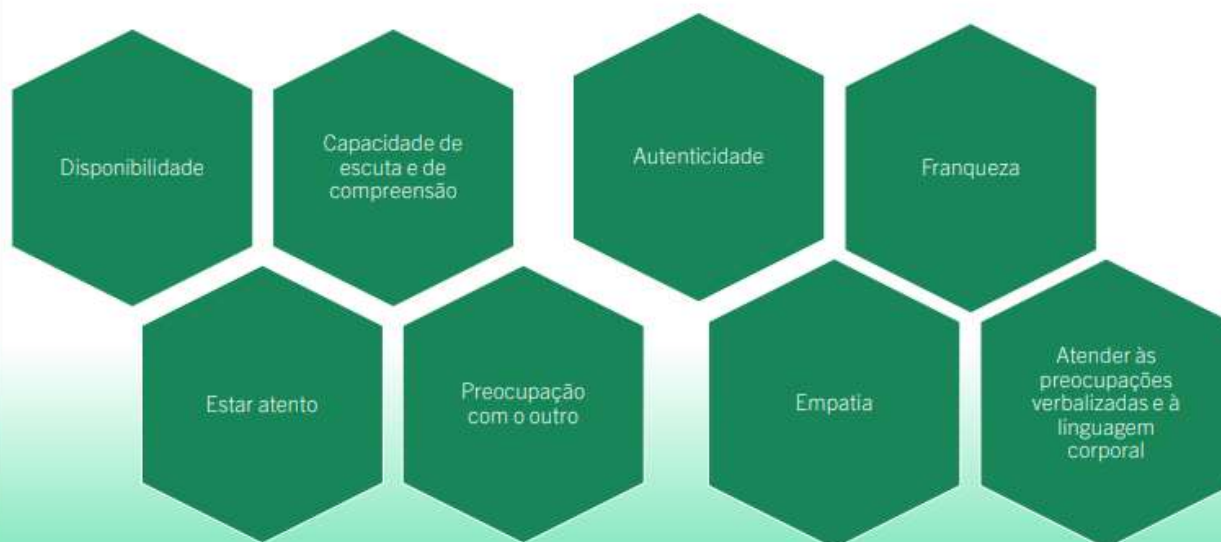 Disponibilidade
Capacidade de
escuta e de
compreensão
Autenticidade
Franqueza
Estar atento
Preocupação
com o outro
Empatia
Atender às
preocupações
verbalizadas e à
linguagem
corporal